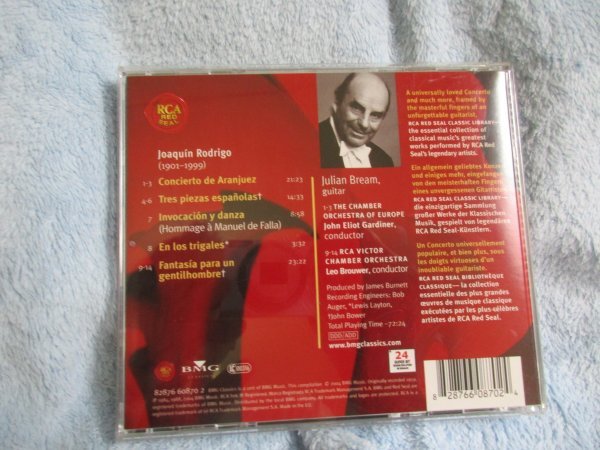 RCA
RED
SEAL
Joaquín Rodrigo
(1901–1999)
1-3 Concierto de Aranjuez 21:23
4-6 Tres piezas españolas† 14:33
7 Invocación y danza 8:58
(Hommage à Manuel de Falla)
8 En los trigales* 3:32
9-14 Fantasía para un 23:22
gentilhombre†
Julian Bream,
guitar
1-3 THE CHAMBER
ORCHESTRA OF EUROPE
John Eliot Gardiner,
conductor
9-14 RCA VICTOR
CHAMBER ORCHESTRA
Leo Brouwer, conductor
Produced by James Burnett
Recording Engineers: Bob
Auger, *Lewis Layton,
†John Bower
Total Playing Time –72:24
DDD/ADD
www.bmgclassics.com
A universally loved Concerto
and much more, framed by
the masterful fingers of an
unforgettable guitarist.
RCA RED SEAL CLASSIC LIBRARY—
the essential collection of
classical music's greatest
works performed by RCA Red
Seal's legendary artists.
Ein allgemein geliebtes
und einiges mehr, eingefangen
von den meisterhaften
eines unvergessenen Gitarristen
RCA RED SEAL CLASSIC LIBRARY—
die einzigartige Sammlung
großer Werke der Klassischen
Musik, gespielt von legendären
RCA Red Seal-Künstlern.
Un Concerto universellement
populaire, et bien plus, sous
les doigts virtuoses d'un
inoubliable guitariste.
RCA RED SEAL BIBLIOTHÈQUE
CLASSIQUE— la collection
essentielle des plus grandes
œuvres de musique classique
exécutées par les plus célèbres
artistes de RCA Red Seal.
BMG
82876 60870 2
24
8 28766 08702 4